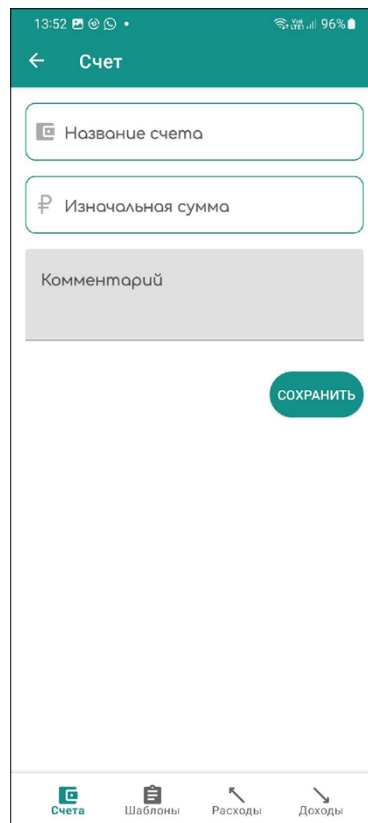 13:52 96%
Счет
Название счета
₽ Изначальная сумма
Комментарий
СОХРАНИТЬ
Счета Шаблоны Расходы Доходы